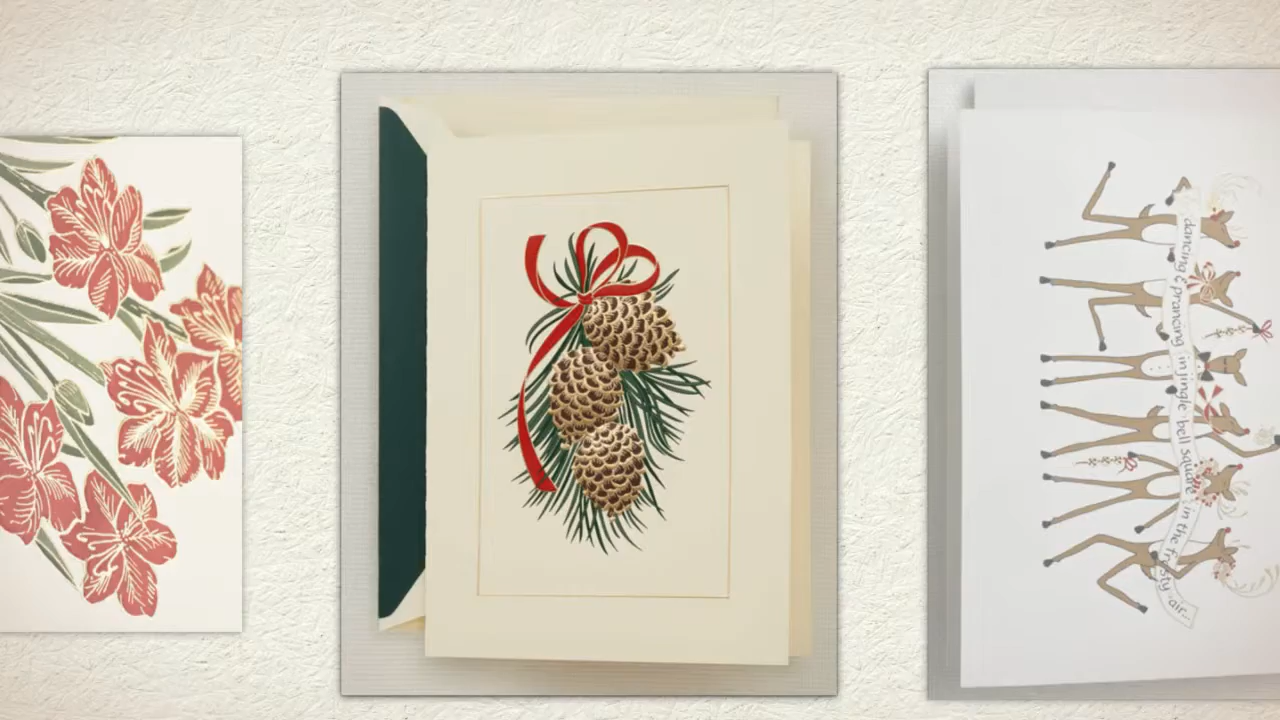 dancing & prancing in jingle bell square in the frosty air...